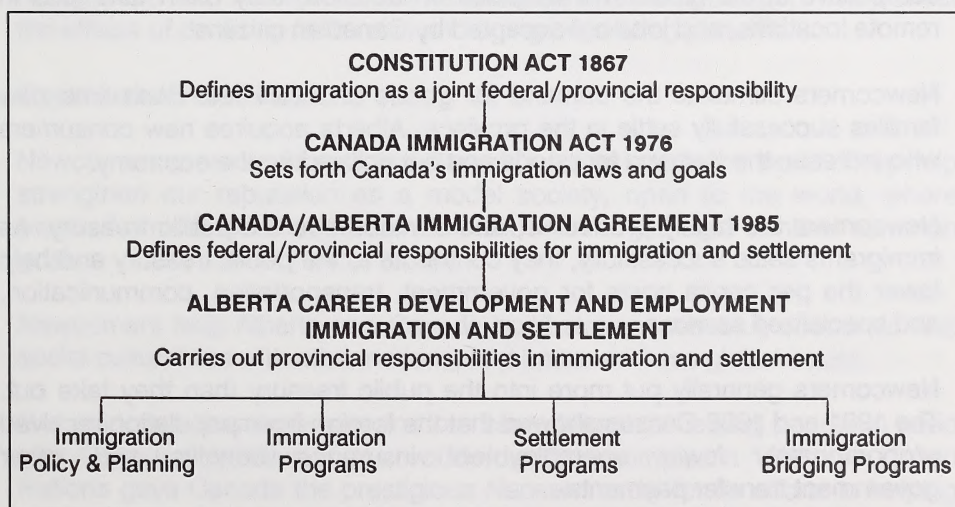 CONSTITUTION ACT 1867
Defines immigration as a joint federal/provincial responsibility
CANADA IMMIGRATION ACT 1976
Sets forth Canada's immigration laws and goals
CANADA/ALBERTA IMMIGRATION AGREEMENT 1985
Defines federal/provincial responsibilities for immigration and settlement
ALBERTA CAREER DEVELOPMENT AND EMPLOYMENT
IMMIGRATION AND SETTLEMENT
Carries out provincial responsibilities in immigration and settlement
Immigration
Policy & Planning
Immigration
Programs
Settlement
Programs
Immigration
Bridging Programs